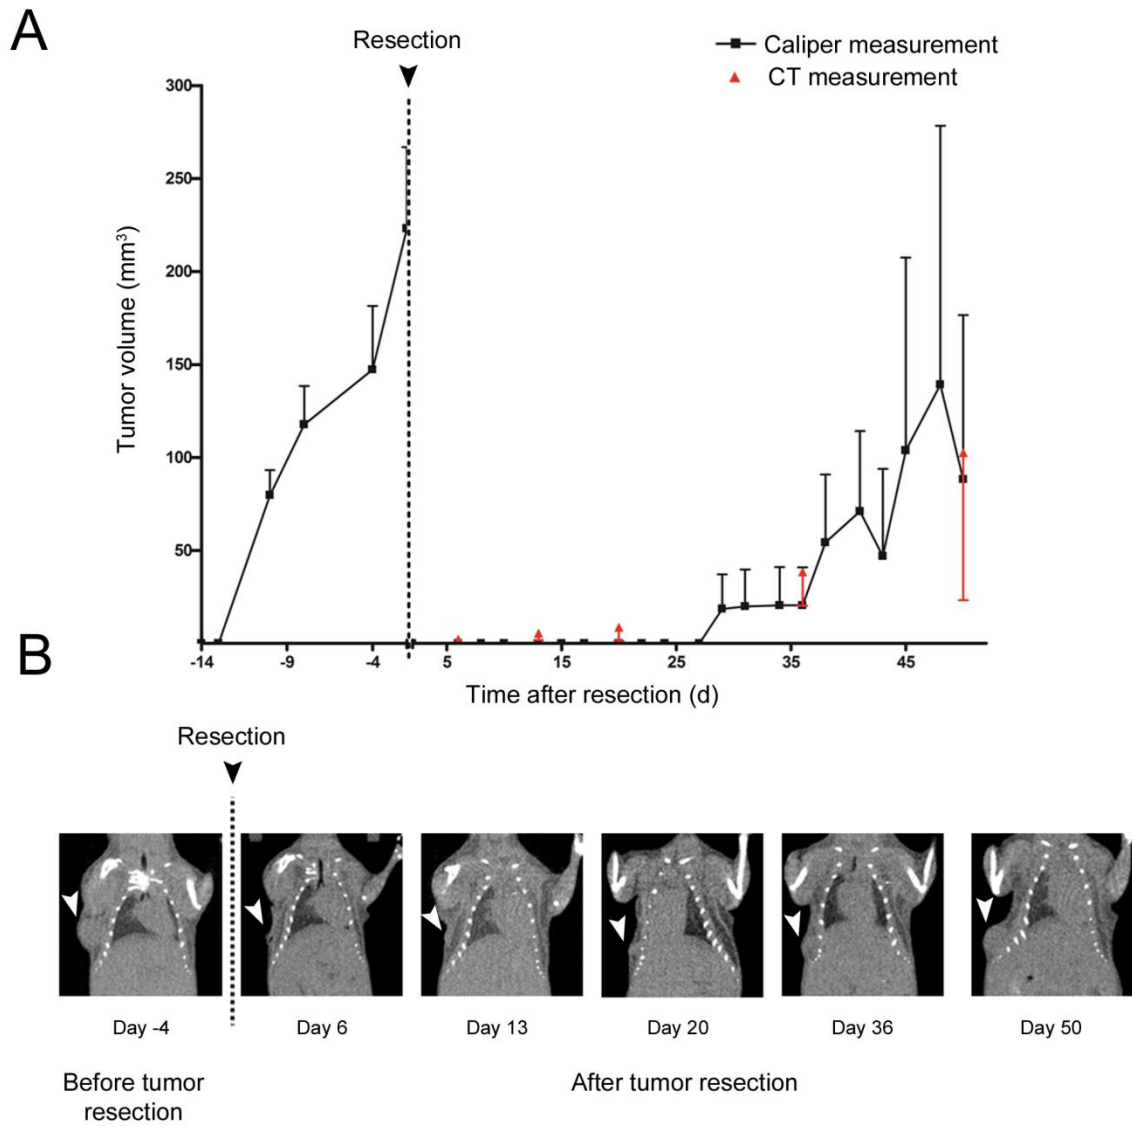 A
Resection
Caliper measurement
CT measurement
300
250
200
150
100
50
Tumor volume (mm³)
-14 -9 -4 5 15 25 35 45
Time after resection (d)
B
Resection
Day -4 Day 6 Day 13 Day 20 Day 36 Day 50
Before tumor
resection
After tumor resection